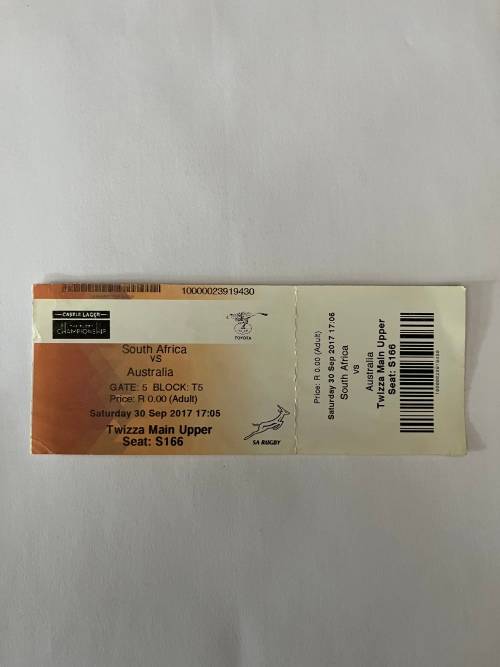 10000023919430
CASTLE LAGER
CHAMPIONSHIP
South Africa
VS
Australia
GATE: 5 BLOCK: T5
Price: R 0.00 (Adult)
Saturday 30 Sep 2017 17:05
Twizza Main Upper
Seat: S166
TOYOTA
SA RUGBY
Price: R 0.00 (Adult)
Saturday 30 Sep 2017 17:05
South Africa
vs
Australia
Twizza Main Upper
Seat: S166
10000023919430